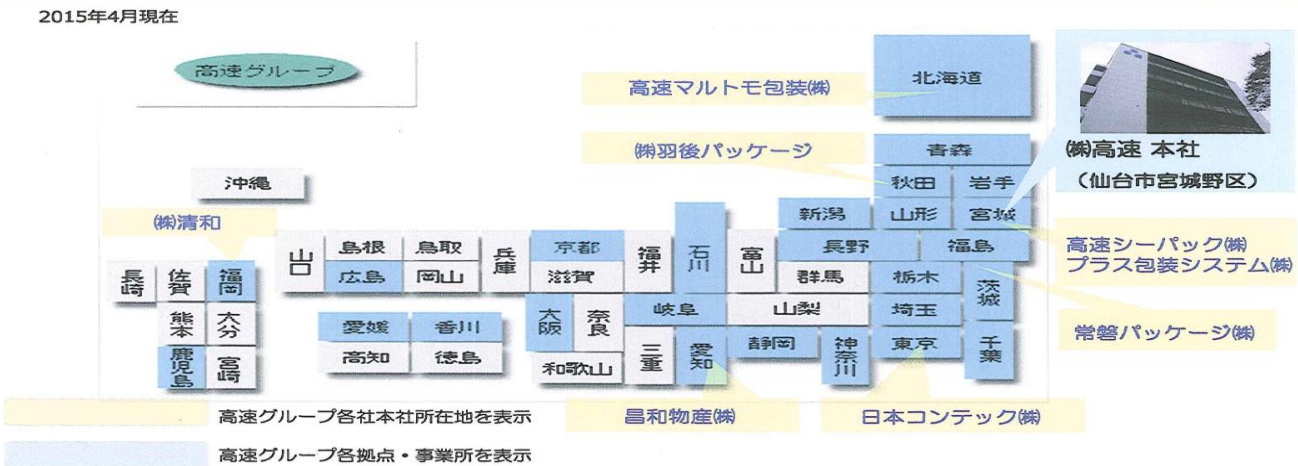 2015年4月現在
高速グループ
高速マルトモ包装㈱
北海道
㈱羽後パッケージ
青森
㈱高速 本社
（仙台市宮城野区）
秋田
岩手
沖縄
新潟
山形
宮城
㈱清和
山口
島根
鳥取
兵庫
京都
福井
石川
富山
長野
福島
高速シーパック㈱
プラス包装システム㈱
長崎
佐賀
福岡
広島
岡山
滋賀
群馬
栃木
茨城
熊本
大分
愛媛
香川
大阪
奈良
岐阜
山梨
埼玉
常磐パッケージ㈱
鹿児島
宮崎
高知
徳島
和歌山
三重
愛知
静岡
神奈川
東京
千葉
高速グループ各社本社所在地を表示
昌和物産㈱
日本コンテック㈱
高速グループ各拠点・事業所を表示